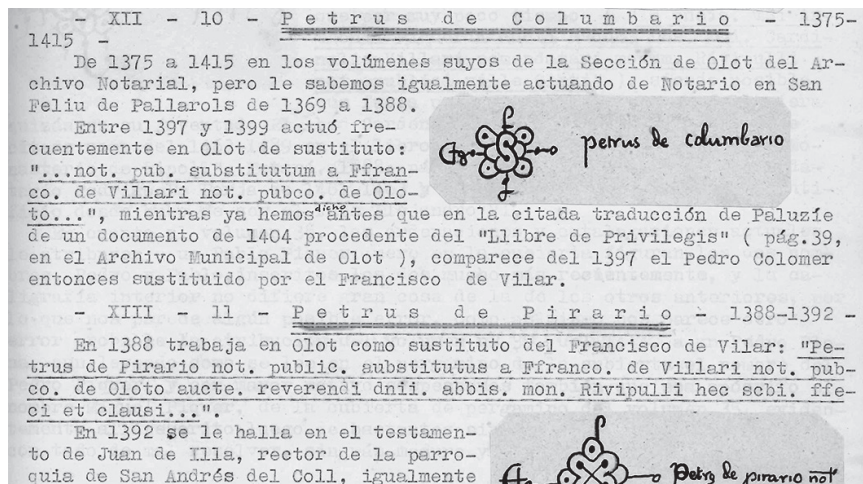 - XII - 10 - Petrus de Columbario - 1375-
1415 -
De 1375 a 1415 en los volúmenes suyos de la Sección de Olot del Ar-
chivo Notarial, pero le sabemos igualmente actuando de Notario en San
Feliu de Pallarols de 1369 a 1388.
Entre 1397 y 1399 actuó fre-
cuentemente en Olot de sustituto:
"...not. pub. substitutum a Ffran-
co. de Villari not. pubco. de Olo-
to...", mientras ya hemos dicho antes que en la citada traducción de Paluzíe
petrus de columbario
de un documento de 1404 procedente del "Llibre de Privilegis" ( pág.39,
en el Archivo Municipal de Olot ), comparece del 1397 el Pedro Colomer
entonces sustituido por el Francisco de Vilar.
- XIII - 11 - Petrus de Pirario - 1388-1392 -
En 1388 trabaja en Olot como sustituto del Francisco de Vilar: "Pe-
trus de Pirario not. public. aubstitutus a Ffranco. de Villari not. pub-
co. de Oloto aucte. reverendi dnii. abbis. mon. Rivipulli hec scbi. ffe-
ci et clausi...".
En 1392 se le halla en el testamen-
to de Juan de Illa, rector de la parro-
quia de San Andrés del Coll, igualmente
Petrg de pirario not